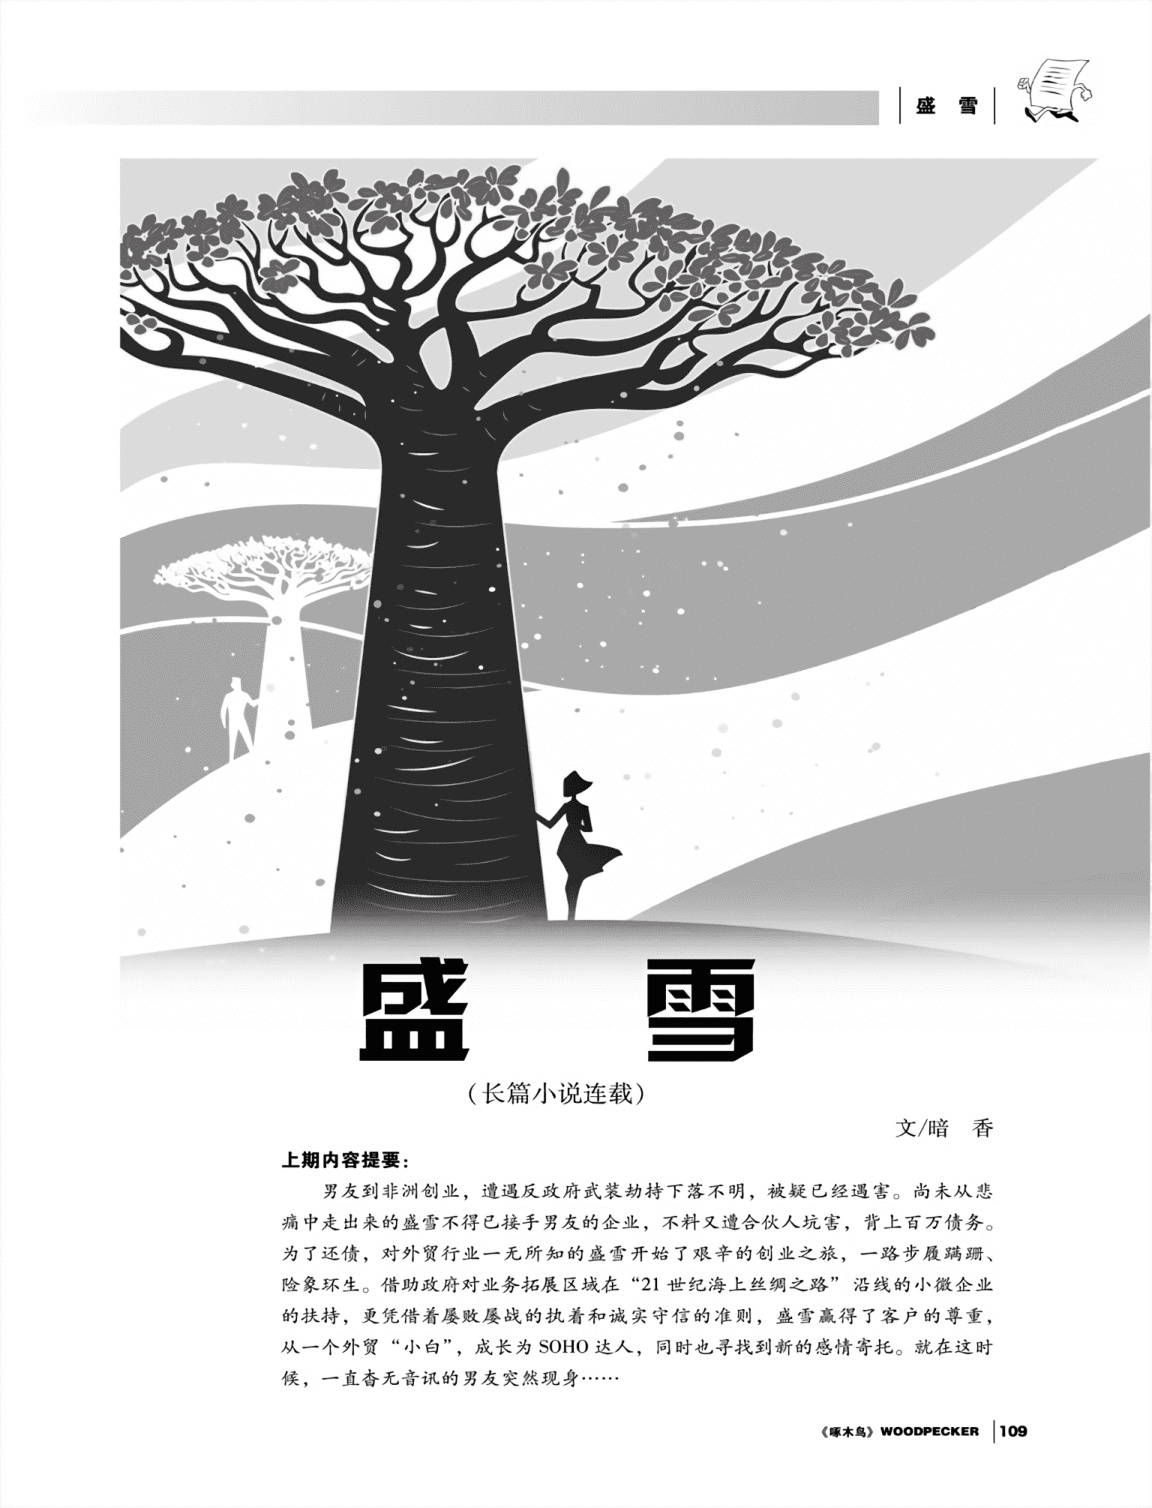 盛 雪
盛 雪
（长篇小说连载）
文/暗 香
上期内容提要：
男友到非洲创业，遭遇反政府武装劫持下落不明，被疑已经遇害。尚未从悲
痛中走出来的盛雪不得已接手男友的企业，不料又遭合伙人坑害，背上百万债务。
为了还债，对外贸行业一无所知的盛雪开始了艰辛的创业之旅，一路步履蹒跚、
险象环生。借助政府对业务拓展区域在“21世纪海上丝绸之路”沿线的小微企业
的扶持，更凭借着屡败屡战的执着和诚实守信的准则，盛雪赢得了客户的尊重，
从一个外贸“小白”，成长为 SOHO 达人，同时也寻找到新的感情寄托。就在这时
候，一直杳无音讯的男友突然现身……
《啄木鸟》WOODPECKER 109